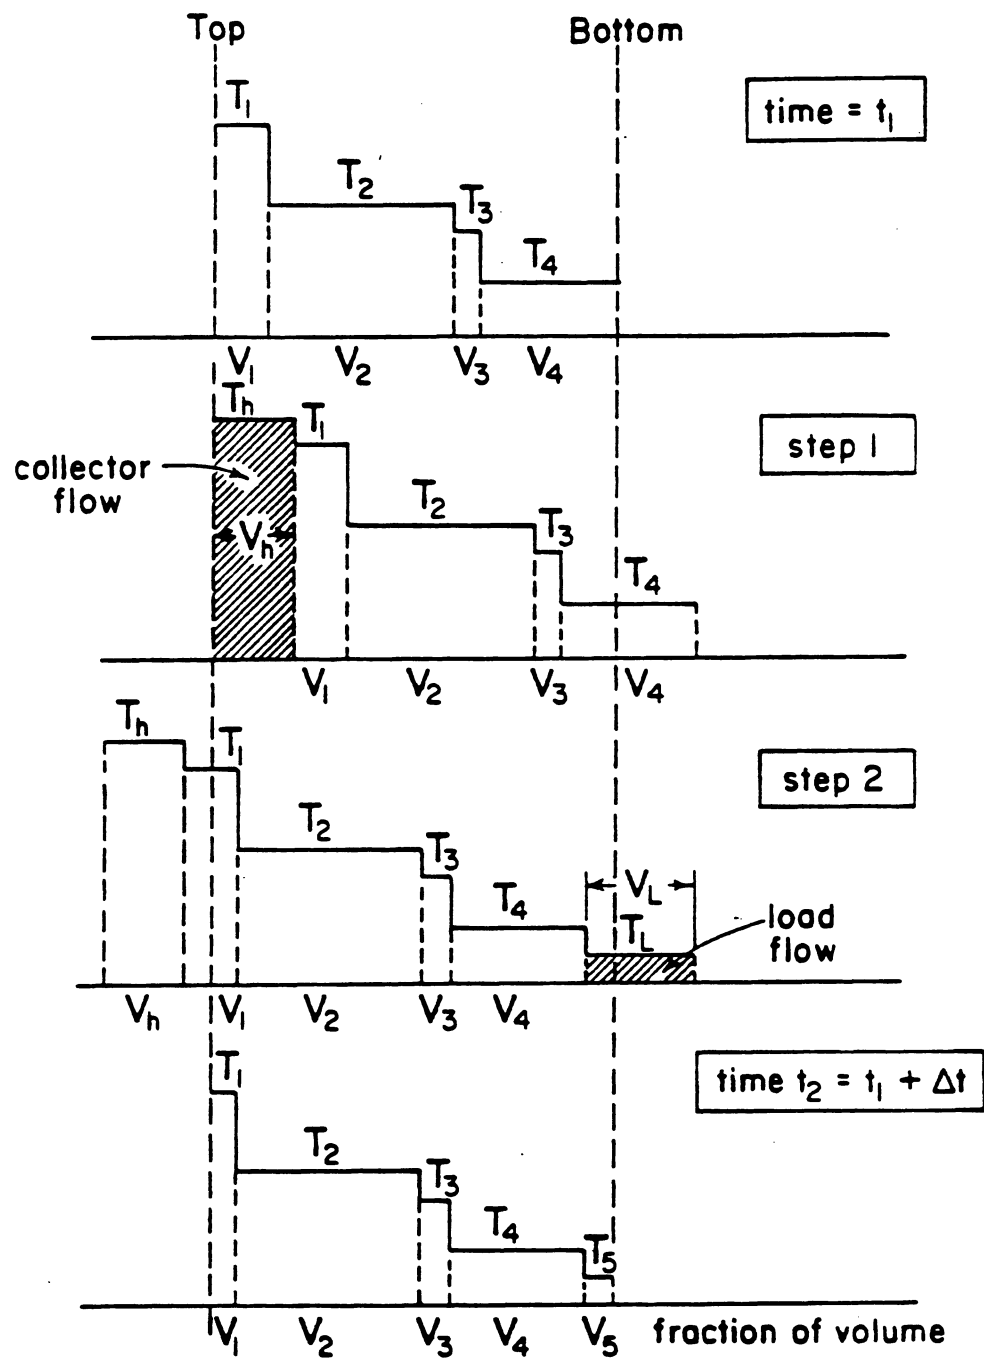 Top Bottom
T₁
time = t₁
T₂
T₃
T₄
V₁ V₂ V₃ V₄
Tₕ
T₁
step 1
collector
flow
T₂
T₃
Vₕ
T₄
V₁ V₂ V₃ V₄
Tₕ
T₁
step 2
T₂
T₃
V_L
T₄
T_L
load
flow
Vₕ V₁ V₂ V₃ V₄
T₁
time t₂ = t₁ + Δt
T₂
T₃
T₄
T₅
V₁ V₂ V₃ V₄ V₅ fraction of volume